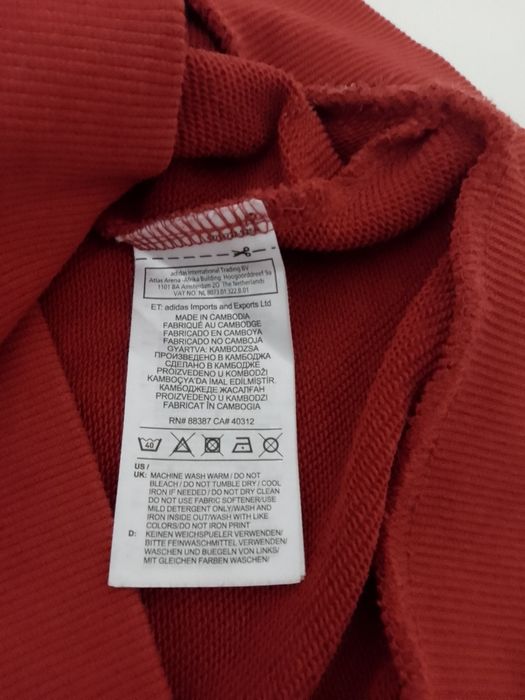 adidas International Trading BV
Atlas Arena -Afrika Building Hoogoorddreef 9a
1101 BA Amsterdam ZO The Netherlands
VAT NO. NL 8073.01.322.B.01
ET: adidas Imports and Exports Ltd
MADE IN CAMBODIA
FABRIQUÉ AU CAMBODGE
FABRICADO EN CAMBOYA
FABRICADO NO CAMBOJA
GYÁRTVA: KAMBODZSA
ПРОИЗВЕДЕНО В КАМБОДЖА
СДЕЛАНО В КАМБОДЖЕ
PROIZVEDENO U KOMBODŽI
KAMBOÇYA'DA İMAL EDİLMİŞTİR.
КАМБОДЖЕДЕ ЖАСАЛҒАН
PROIZVEDENO U KAMBODZI
FABRICAT ÎN CAMBOGIA
RN# 88387 CA# 40312
40
US /
UK: MACHINE WASH WARM / DO NOT
BLEACH / DO NOT TUMBLE DRY / COOL
IRON IF NEEDED / DO NOT DRY CLEAN
DO NOT USE FABRIC SOFTENER/USE
MILD DETERGENT ONLY/WASH AND
IRON INSIDE OUT/WASH WITH LIKE
COLORS/DO NOT IRON PRINT
D: KEINEN WEICHSPUELER VERWENDEN/
BITTE FEINWASCHMITTEL VERWENDEN/
WASCHEN UND BUEGELN VON LINKS/
MIT GLEICHEN FARBEN WASCHEN/